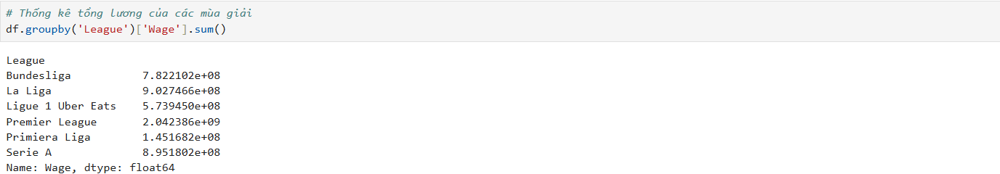 # Thống kê tổng lương của các mùa giải
df.groupby('League')['Wage'].sum()
League
Bundesliga 7.822102e+08
La Liga 9.027466e+08
Ligue 1 Uber Eats 5.739450e+08
Premier League 2.042386e+09
Primiera Liga 1.451682e+08
Serie A 8.951802e+08
Name: Wage, dtype: float64